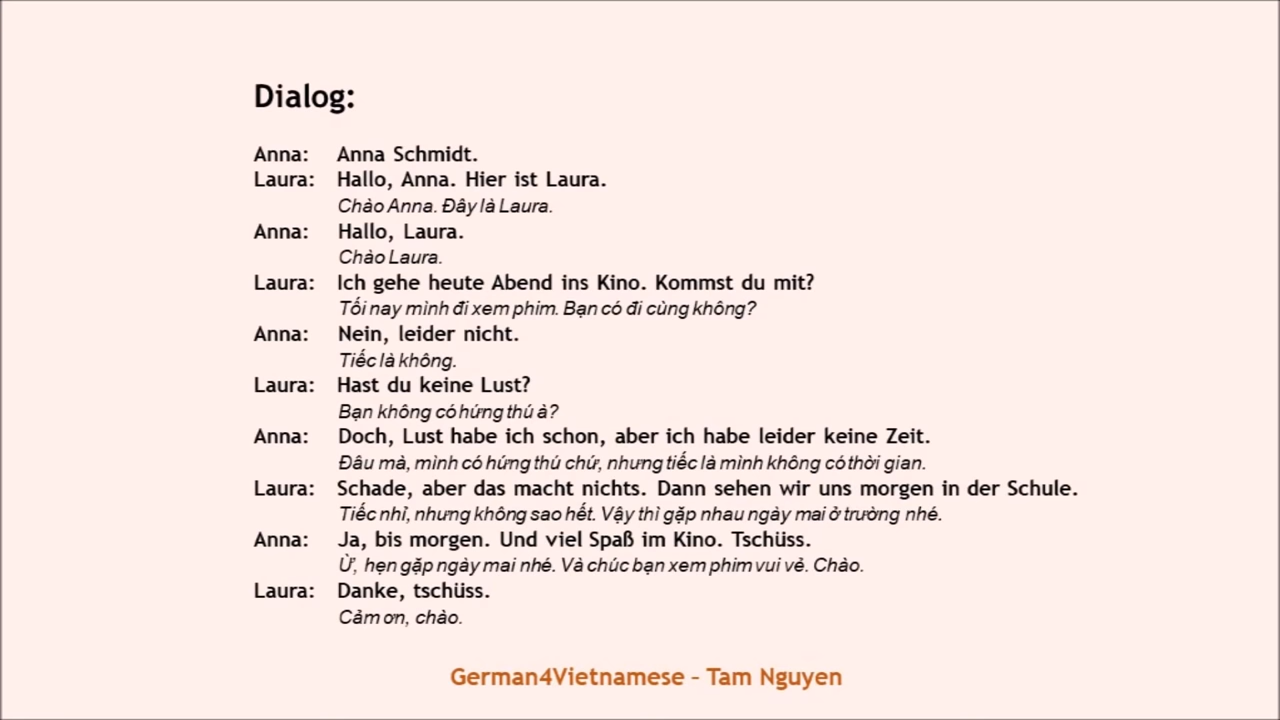 Dialog:
Anna: Anna Schmidt.
Laura: Hallo, Anna. Hier ist Laura.
Chào Anna. Đây là Laura.
Anna: Hallo, Laura.
Chào Laura.
Laura: Ich gehe heute Abend ins Kino. Kommst du mit?
Tối nay mình đi xem phim. Bạn có đi cùng không?
Anna: Nein, leider nicht.
Tiếc là không.
Laura: Hast du keine Lust?
Bạn không có hứng thú à?
Anna: Doch, Lust habe ich schon, aber ich habe leider keine Zeit.
Đâu mà, mình có hứng thú chứ, nhưng tiếc là mình không có thời gian.
Laura: Schade, aber das macht nichts. Dann sehen wir uns morgen in der Schule.
Tiếc nhỉ, nhưng không sao hết. Vậy thì gặp nhau ngày mai ở trường nhé.
Anna: Ja, bis morgen. Und viel Spaß im Kino. Tschüss.
Ừ, hẹn gặp ngày mai nhé. Và chúc bạn xem phim vui vẻ. Chào.
Laura: Danke, tschüss.
Cảm ơn, chào.
German4Vietnamese – Tam Nguyen